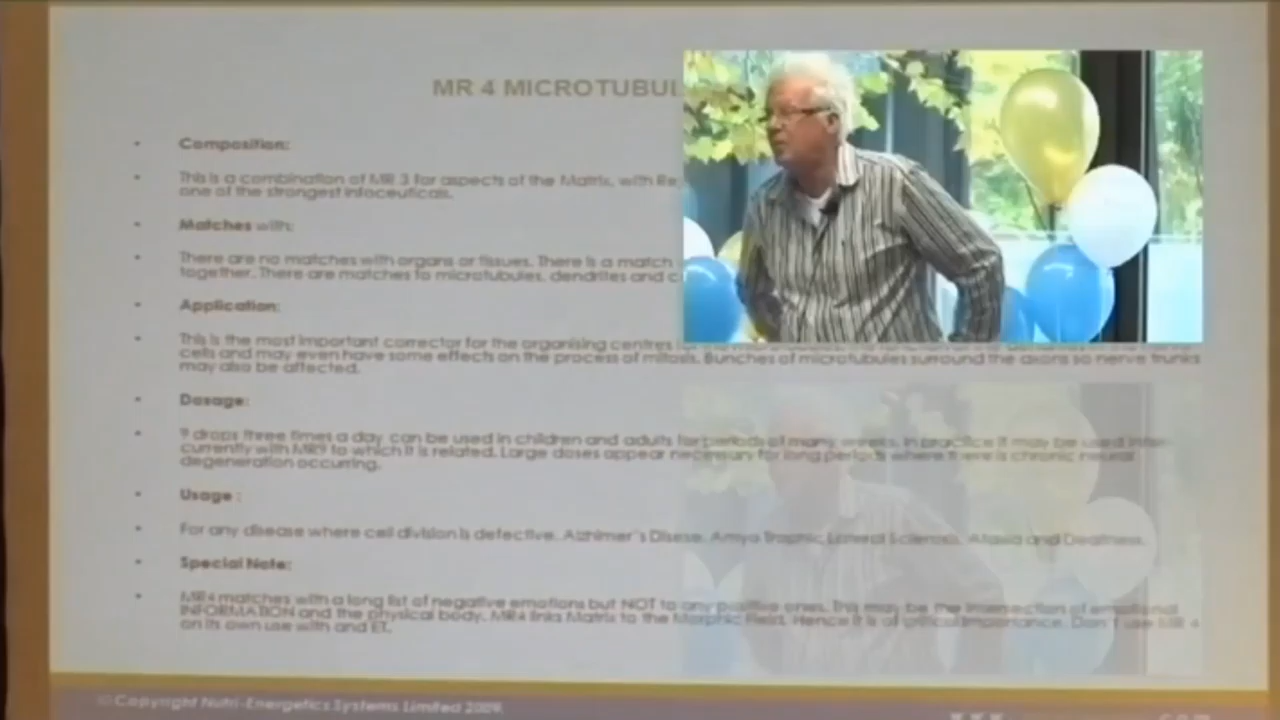 MR 4 MICROTUBUL
• Composition:
• This is a combination of MR 3 for aspects of the Matrix, with Re
one of the strongest infoceuticals.
• Matches with:
• There are no matches with organs or tissues. There is a match
together. There are matches to microtubules, dendrites and c
• Application:
• This is the most important corrector for the organising centres
cells and may even have some effects on the process of mitosis. Bunches of microtubules surround the axons so nerve trunks
may also be affected.
• Dosage:
• 9 drops three times a day can be used in children and adults for periods of many weeks. In practice it may be used inter-
currently with MR9 to which it is related. Large doses appear necessary for long periods where there is chronic neural
degeneration occurring.
• Usage :
• For any disease where cell division is defective. Disese, Lateral Sclerosis, Ataxia and Deafness.
• Special Note:
• MR4 matches with a long list of negative emotions but NOT to any positive ones. This may be the intersection of emotional
INFORMATION and the physical body. MR4 links Matrix to the Morphic Field. Hence it is of critical importance. Don't use MR 4
on its own use with and ET.
© Copyright Nutri-Energetics Systems Limited 2009.